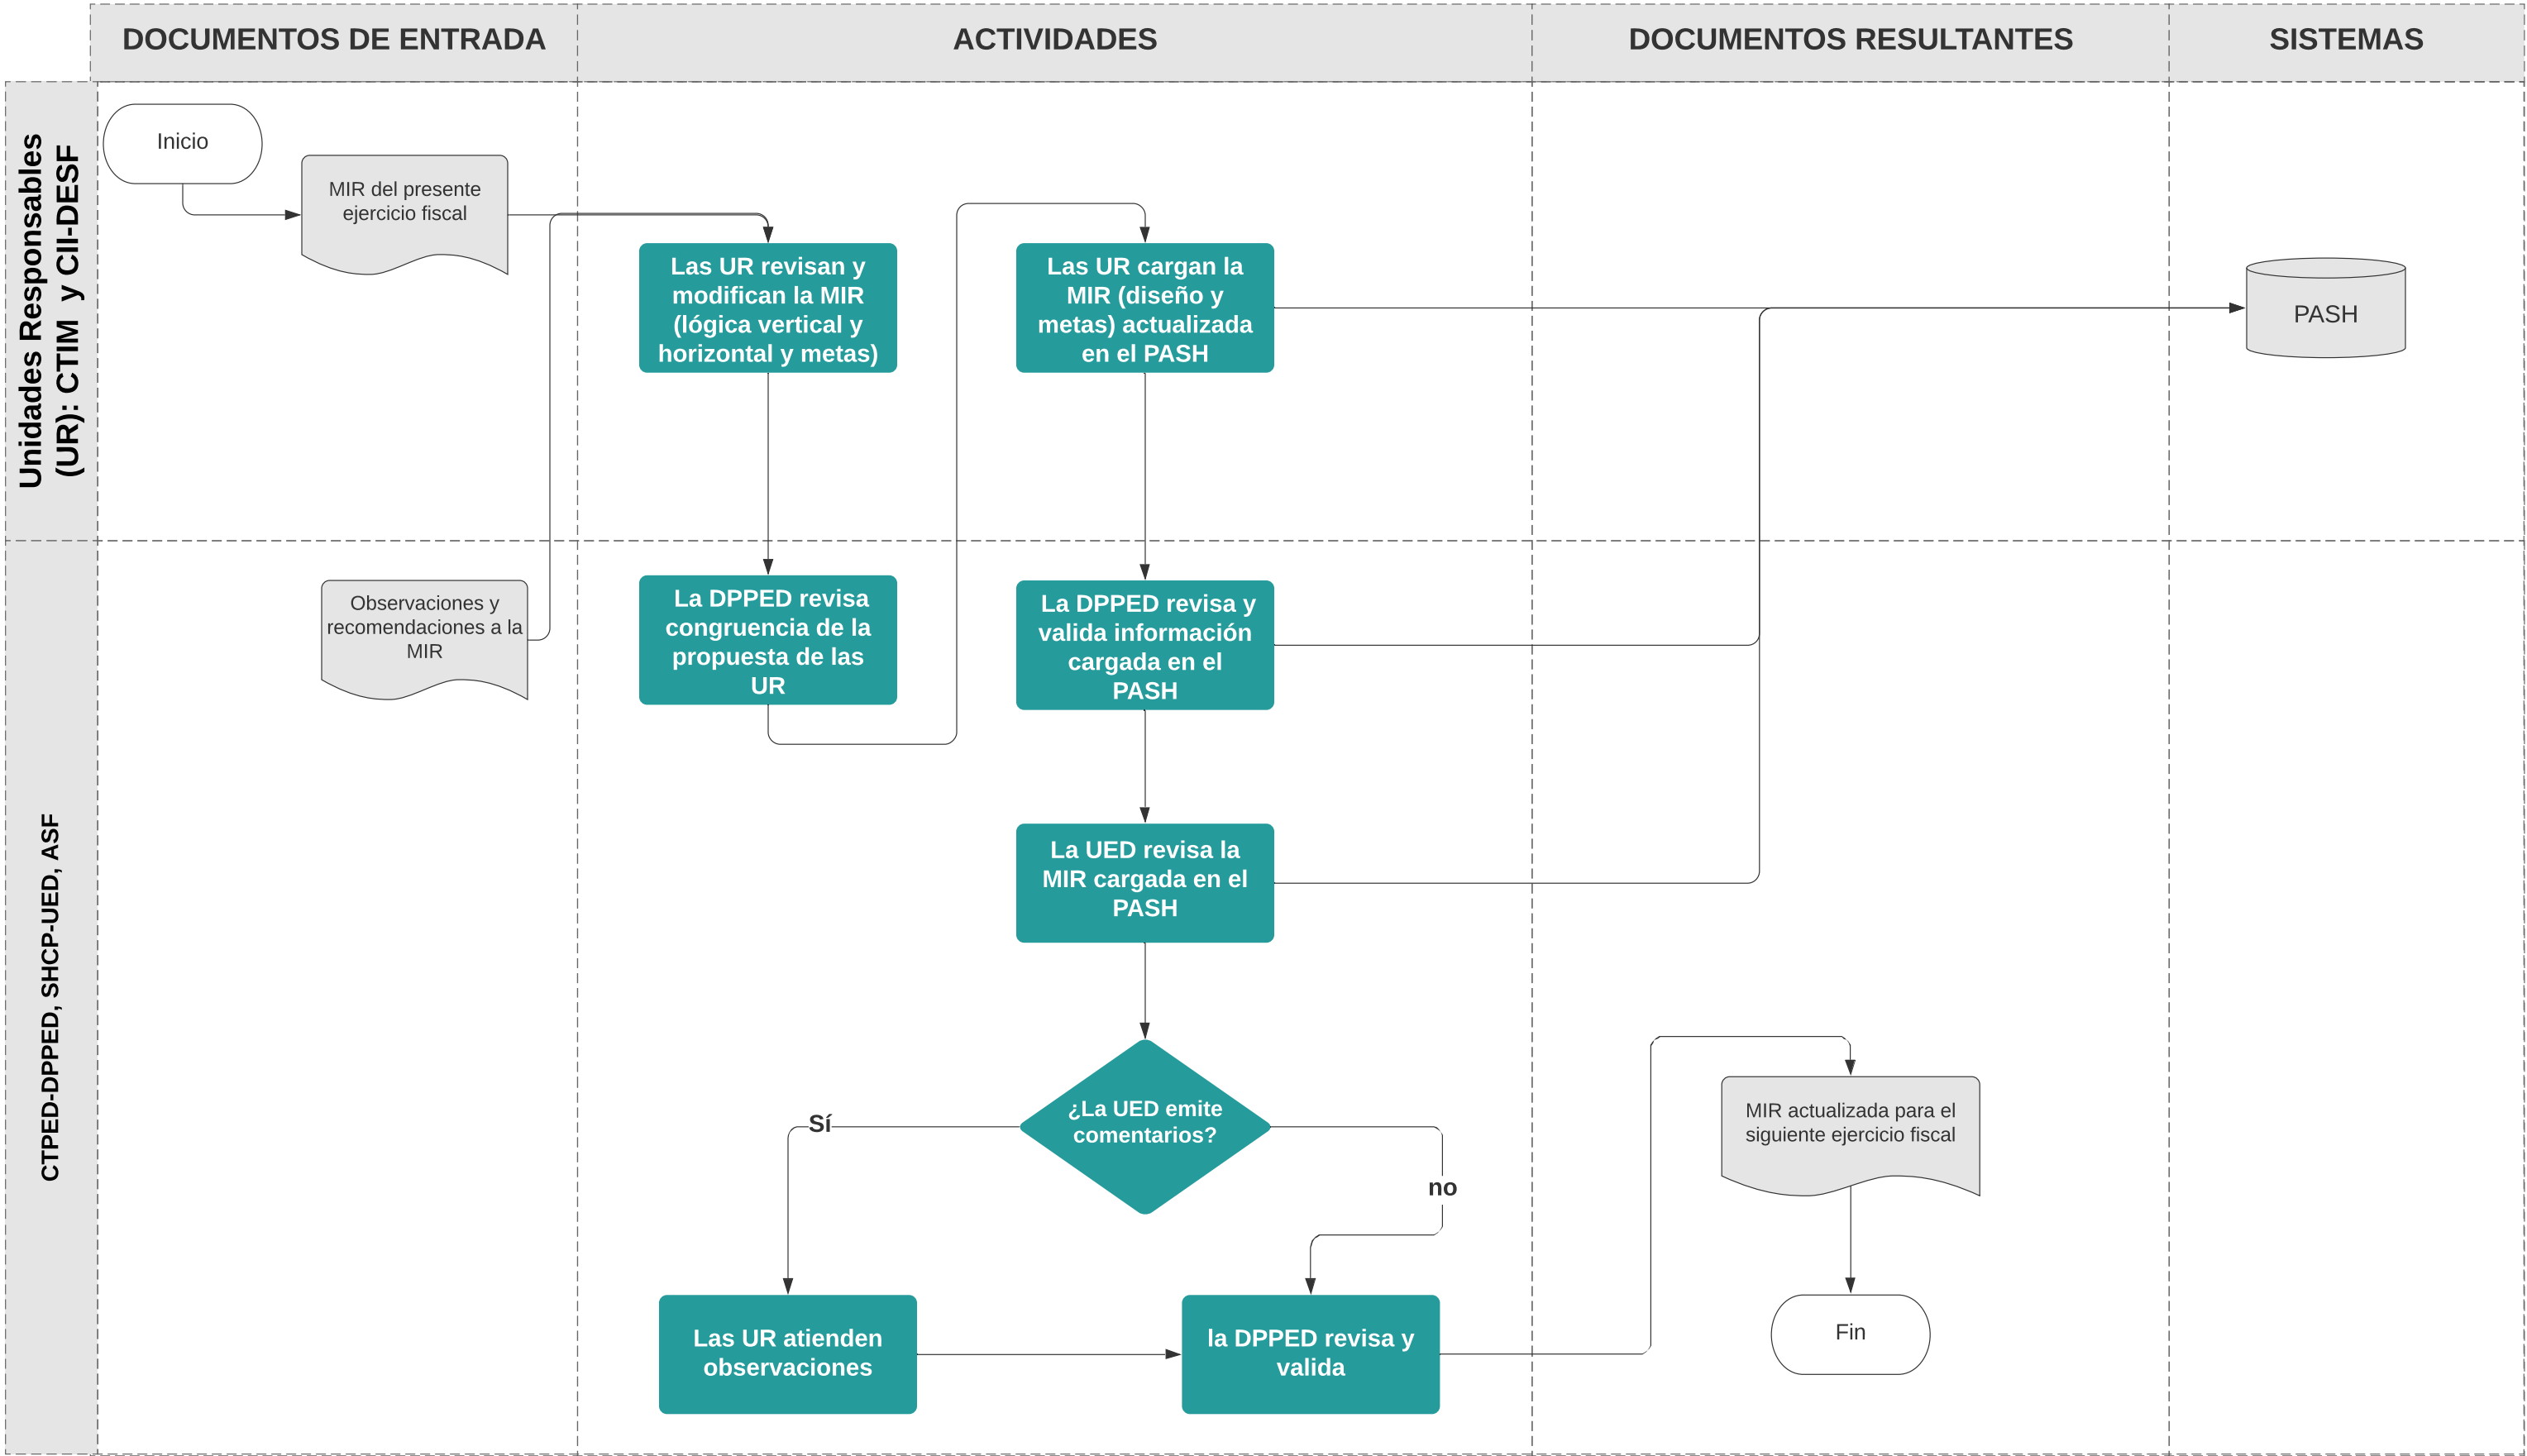 DOCUMENTOS DE ENTRADA
ACTIVIDADES
DOCUMENTOS RESULTANTES
SISTEMAS
Unidades Responsables
(UR): CTIM y CII-DESF
Inicio
MIR del presente
ejercicio fiscal
Las UR revisan y
modifican la MIR
(lógica vertical y
horizontal y metas)
Las UR cargan la
MIR (diseño y
metas) actualizada
en el PASH
PASH
CTPED-DPPED, SHCP-UED, ASF
Observaciones y
recomendaciones a la
MIR
La DPPED revisa
congruencia de la
propuesta de las
UR
La DPPED revisa y
valida información
cargada en el
PASH
La UED revisa la
MIR cargada en el
PASH
¿La UED emite
comentarios?
Sí
no
MIR actualizada para el
siguiente ejercicio fiscal
Las UR atienden
observaciones
la DPPED revisa y
valida
Fin